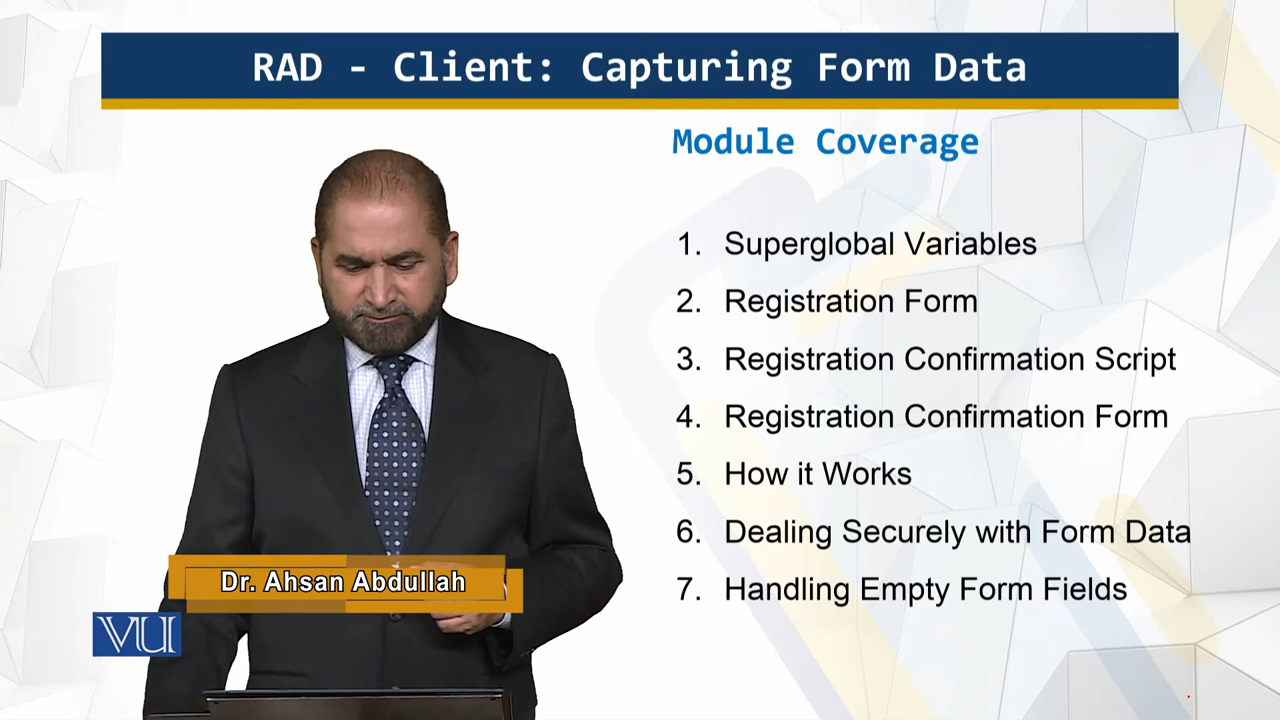 RAD - Client: Capturing Form Data
Module Coverage
1. Superglobal Variables
2. Registration Form
3. Registration Confirmation Script
4. Registration Confirmation Form
5. How it Works
6. Dealing Securely with Form Data
7. Handling Empty Form Fields
Dr. Ahsan Abdullah
VU